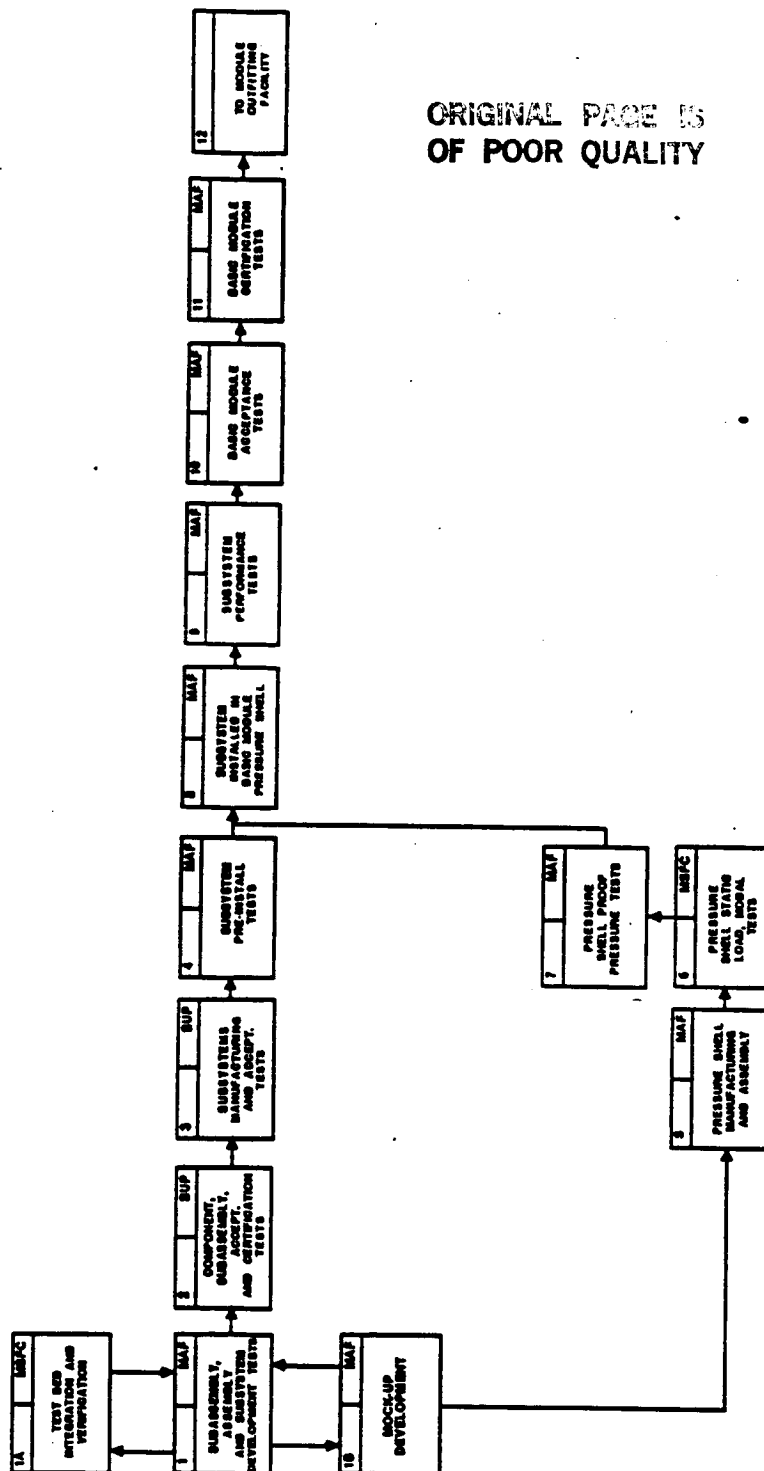 ORIGINAL PAGE IS
OF POOR QUALITY
1A MSFC
TEST BED
INTEGRATION AND
VERIFICATION
1 MAF
SUBASSEMBLY,
ASSEMBLY
AND SUBSYSTEM
DEVELOPMENT TESTS
1B MAF
MOCK-UP
DEVELOPMENT
2 SUP
COMPONENT,
SUBASSEMBLY,
ACCEPT.
AND CERTIFICATION
TESTS
3 SUP
SUBSYSTEMS
MANUFACTURING
AND ACCEPT.
TESTS
4 MAF
SUBSYSTEM
PRE-INSTALL
TESTS
5 MAF
PRESSURE SHELL
MANUFACTURING
AND ASSEMBLY
6 MSFC
PRESSURE
SHELL STATIC
LOAD, MODAL
TESTS
7 MAF
PRESSURE
SHELL PROOF
PRESSURE TESTS
8 MAF
SUBSYSTEM
INSTALLED IN
BASIC MODULE
PRESSURE SHELL
9 MAF
SUBSYSTEM
PERFORMANCE
TESTS
10 MAF
BASIC MODULE
ACCEPTANCE
TESTS
11 MAF
BASIC MODULE
CERTIFICATION
TESTS
12
TO MODULE
OUTFITTING
FACILITY